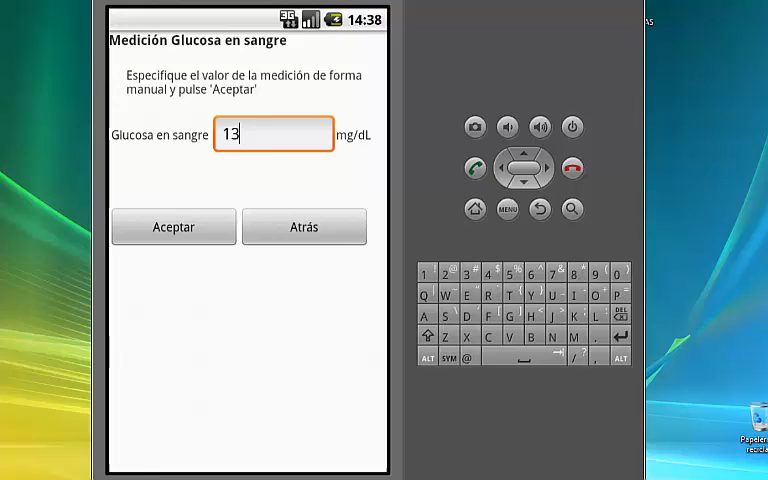 14:38
Medición Glucosa en sangre
Especifique el valor de la medición de forma
manual y pulse 'Aceptar'
Glucosa en sangre 13 mg/dL
Aceptar Atrás
MENU
1 ! 2 @ 3 # 4 $ 5 % 6 ^ 7 & 8 * 9 ( 0 )
Q W ~ E R T { Y } U _ I - O + P =
A S \ D F [ G ] H < J > K ; L : DEL
Z X C V B N M .
ALT SYM @ / ? , ALT
AS
Papelera
recicla